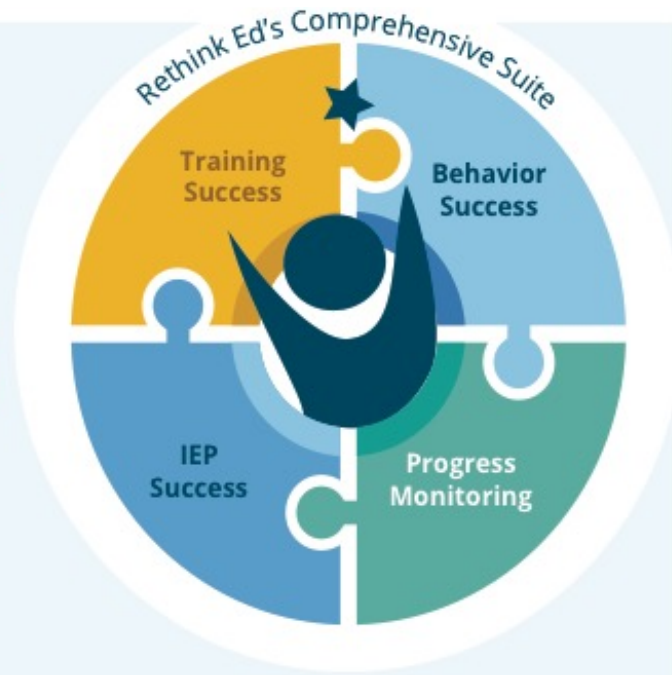 Rethink Ed's Comprehensive Suite
Training
Success
Behavior
Success
IEP
Success
Progress
Monitoring